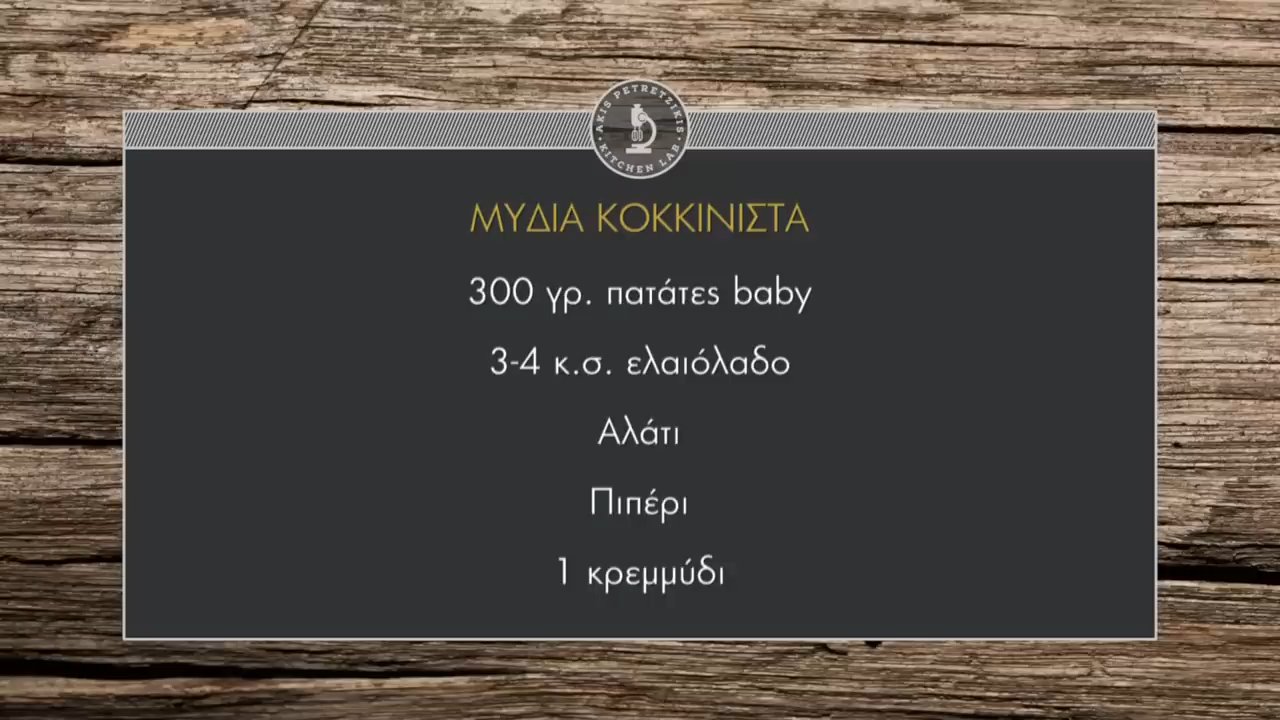 AKIS PETRETZIKIS
KITCHEN LAB
ΜΥΔΙΑ ΚΟΚΚΙΝΙΣΤΑ
300 γρ. πατάτες baby
3-4 κ.σ. ελαιόλαδο
Αλάτι
Πιπέρι
1 κρεμμύδι